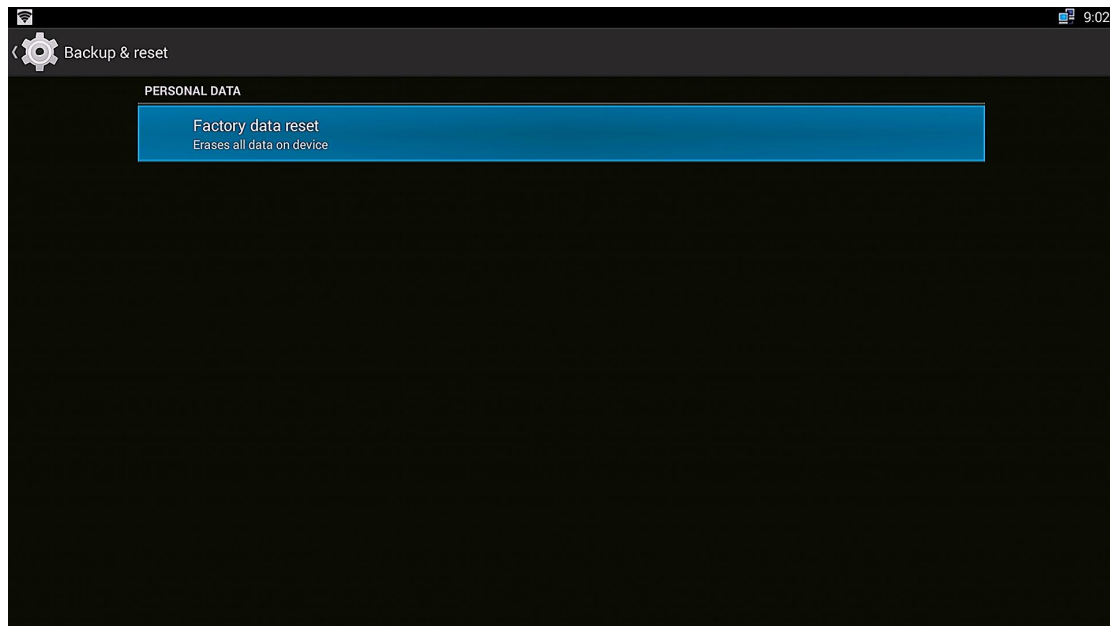 9:02
Backup & reset
PERSONAL DATA
Factory data reset
Erases all data on device